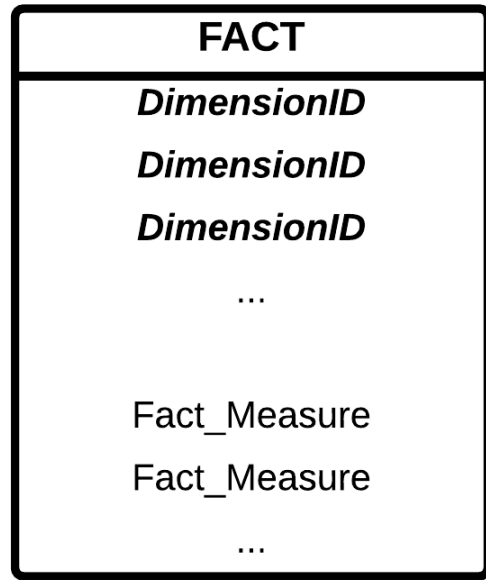 FACT
DimensionID
DimensionID
DimensionID
...
Fact_Measure
Fact_Measure
...